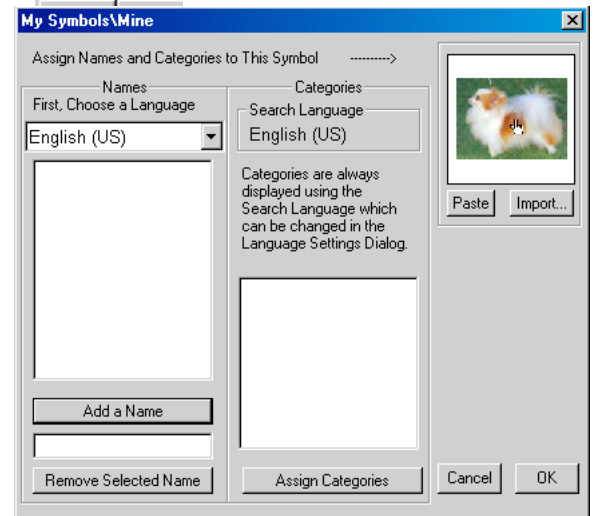 My Symbols\Mine
Assign Names and Categories to This Symbol ---------->
Names
First, Choose a Language
English (US)
Add a Name
Remove Selected Name
Categories
Search Language
English (US)
Categories are always
displayed using the
Search Language which
can be changed in the
Language Settings Dialog.
Assign Categories
Paste
Import...
Cancel
OK